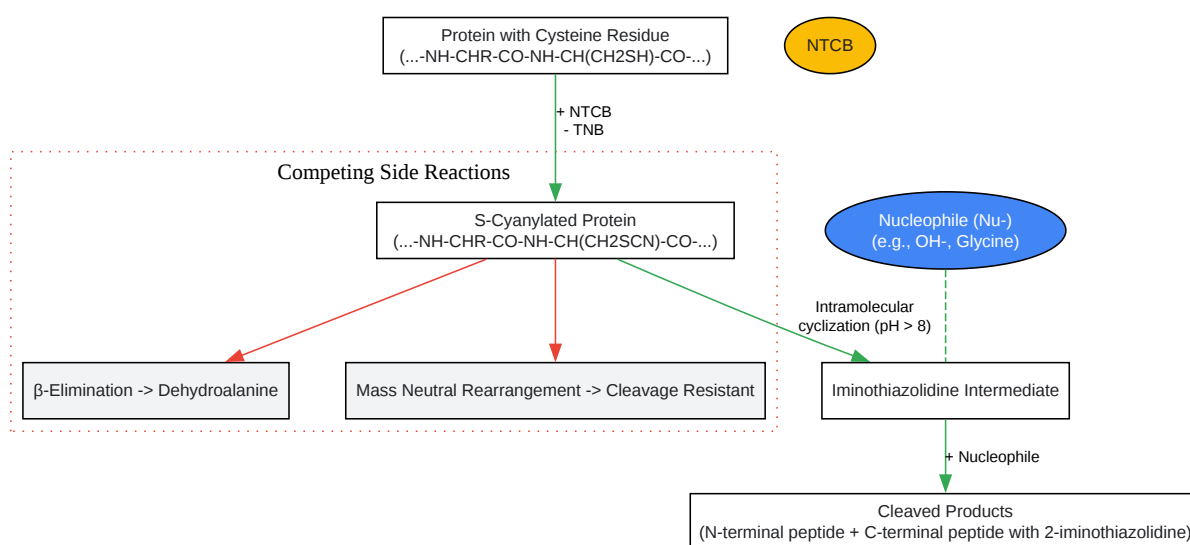 Protein with Cysteine Residue
(...-NH-CHR-CO-NH-CH(CH2SH)-CO-...)
NTCB
+ NTCB
- TNB
Competing Side Reactions
S-Cyanylated Protein
(...-NH-CHR-CO-NH-CH(CH2SCN)-CO-...)
Nucleophile (Nu-)
(e.g., OH-, Glycine)
Intramolecular
cyclization (pH > 8)
β-Elimination -> Dehydroalanine
Mass Neutral Rearrangement -> Cleavage Resistant
Iminothiazolidine Intermediate
+ Nucleophile
Cleaved Products
(N-terminal peptide + C-terminal peptide with 2-iminothiazolidine)